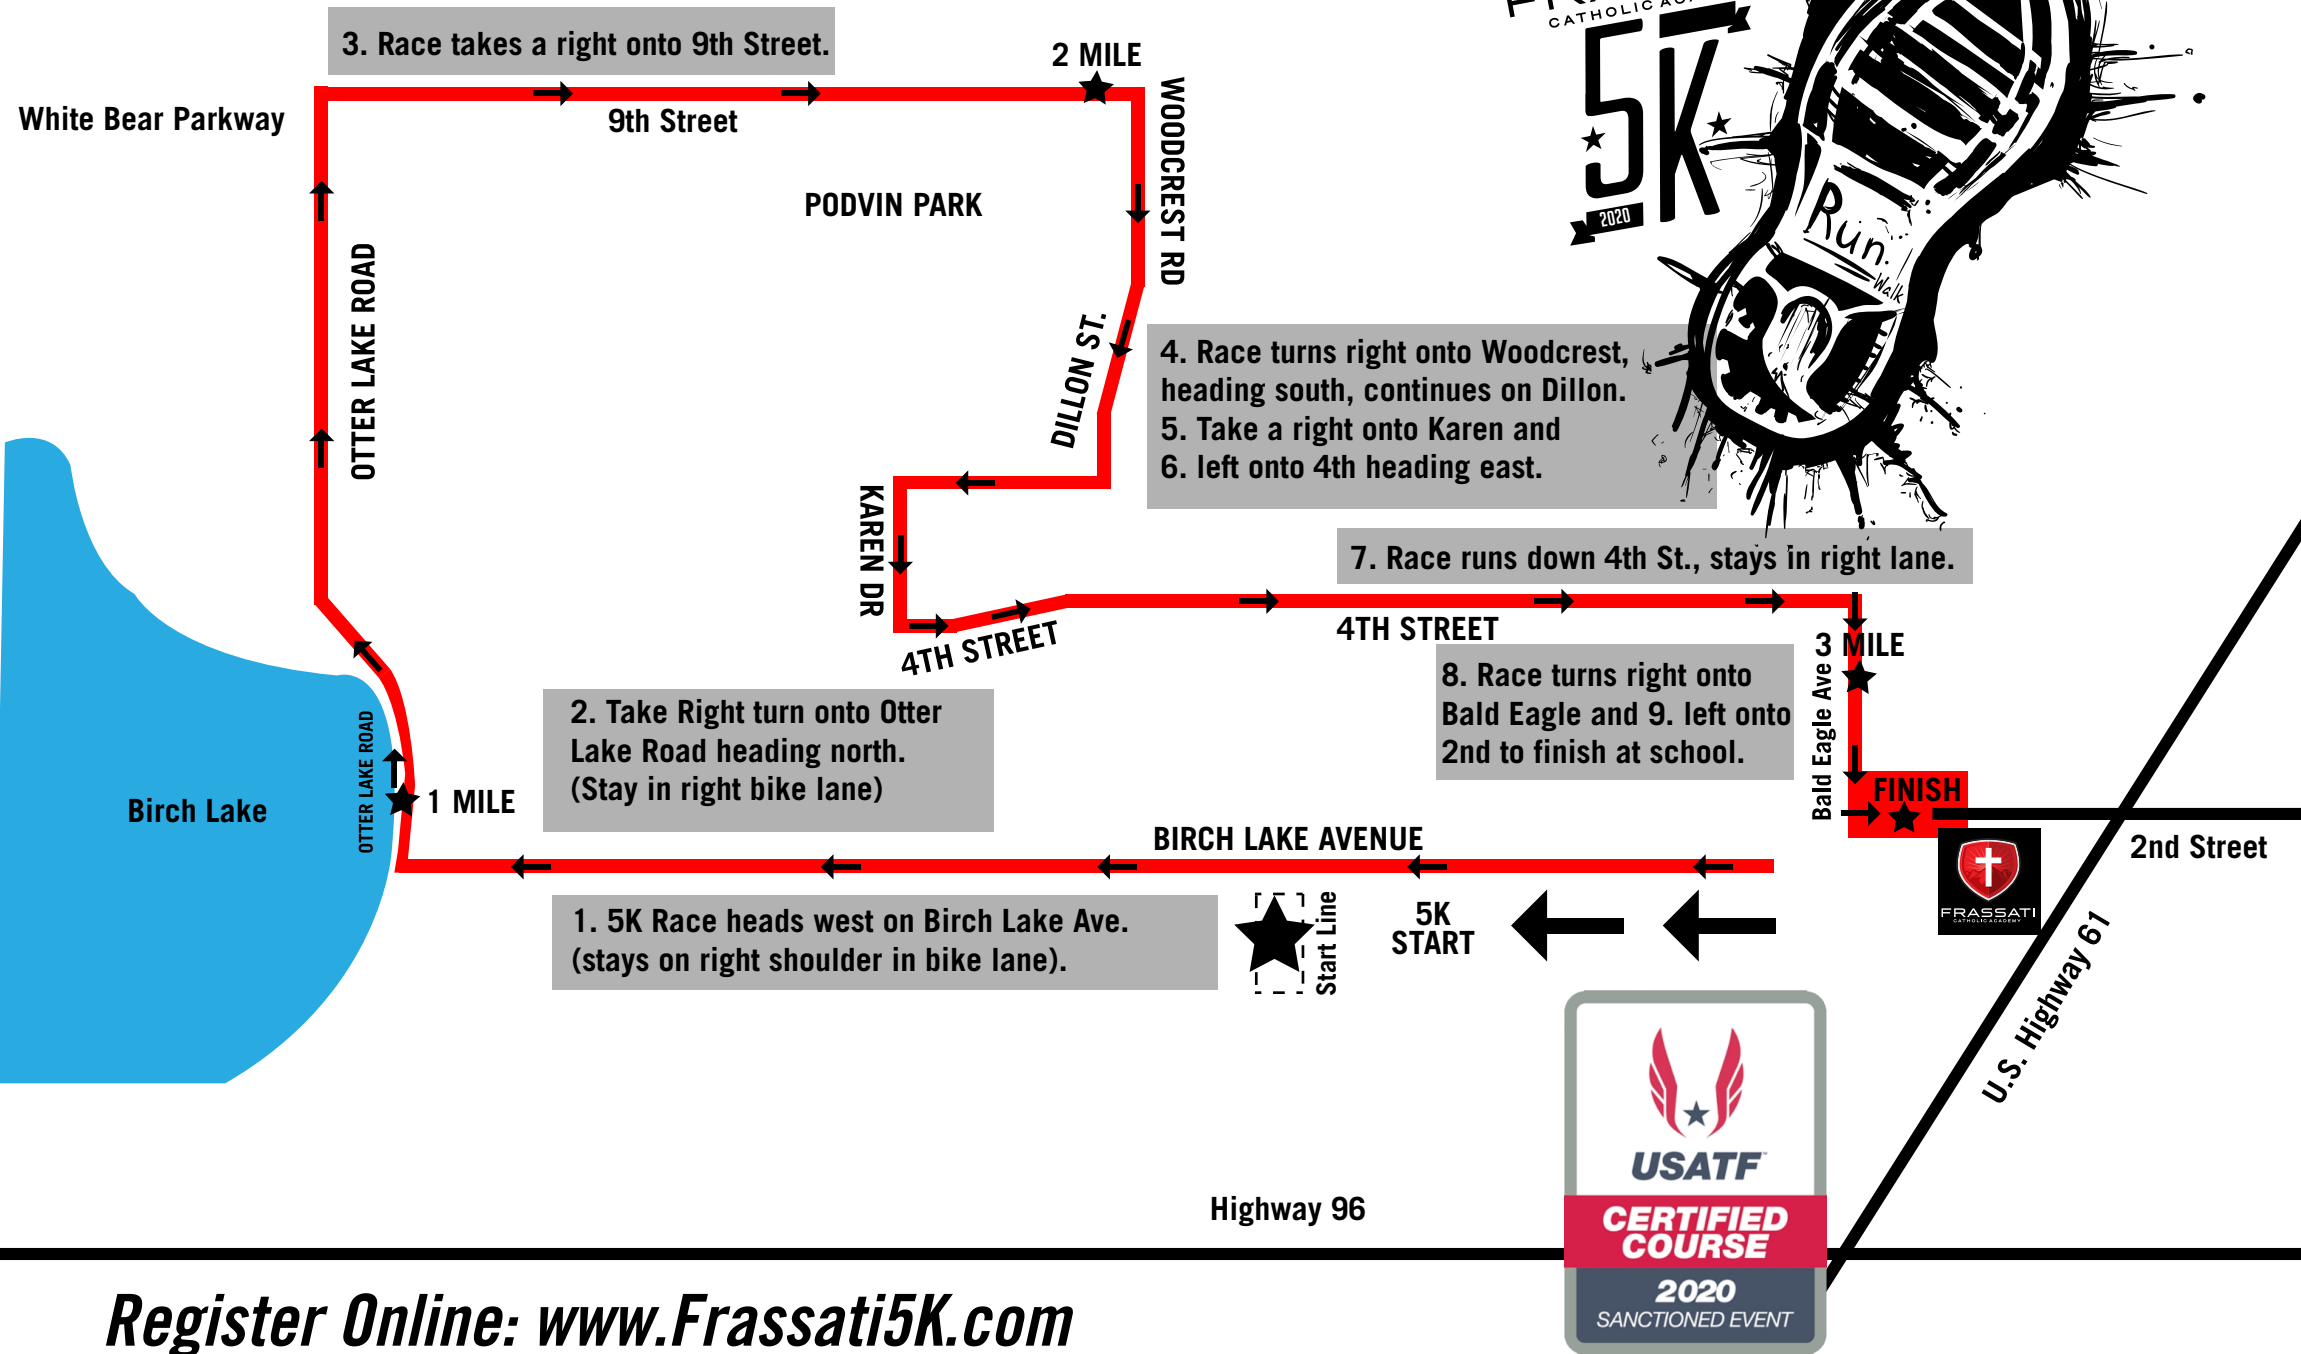 CATHOLIC
5K
2020
Run.
Walk
3. Race takes a right onto 9th Street.
2 MILE
White Bear Parkway
9th Street
WOODCREST RD
PODVIN PARK
OTTER LAKE ROAD
DILLON ST.
4. Race turns right onto Woodcrest,
heading south, continues on Dillon.
5. Take a right onto Karen and
6. left onto 4th heading east.
KAREN DR
7. Race runs down 4th St., stays in right lane.
4TH STREET
4TH STREET
3 MILE
8. Race turns right onto
Bald Eagle and 9. left onto
2nd to finish at school.
Bald Eagle Ave
2. Take Right turn onto Otter
Lake Road heading north.
(Stay in right bike lane)
OTTER LAKE ROAD
Birch Lake
1 MILE
FINISH
BIRCH LAKE AVENUE
2nd Street
FRASSATI
CATHOLIC ACADEMY
1. 5K Race heads west on Birch Lake Ave.
(stays on right shoulder in bike lane).
Start Line
5K
START
U.S. Highway 61
USATF
CERTIFIED
COURSE
2020
SANCTIONED EVENT
Highway 96
Register Online: www.Frassati5K.com